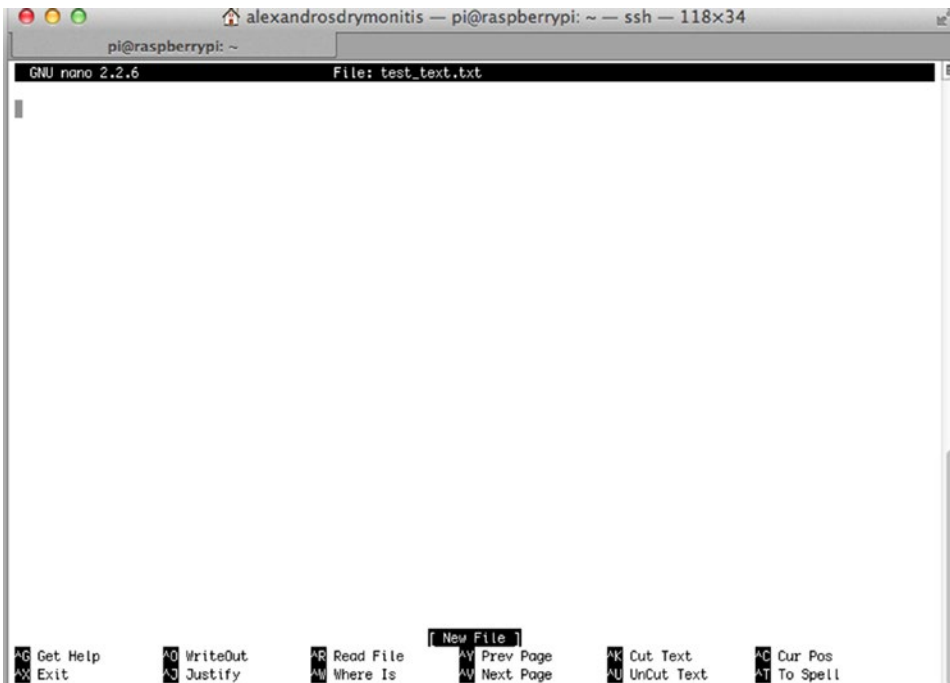 alexandrosdrymonitis — pi@raspberrypi: ~ — ssh — 118×34
pi@raspberrypi: ~
GNU nano 2.2.6 File: test_text.txt
[ New File ]
^G Get Help ^O WriteOut ^R Read File ^Y Prev Page ^K Cut Text ^C Cur Pos
^X Exit ^J Justify ^W Where Is ^V Next Page ^U UnCut Text ^T To Spell